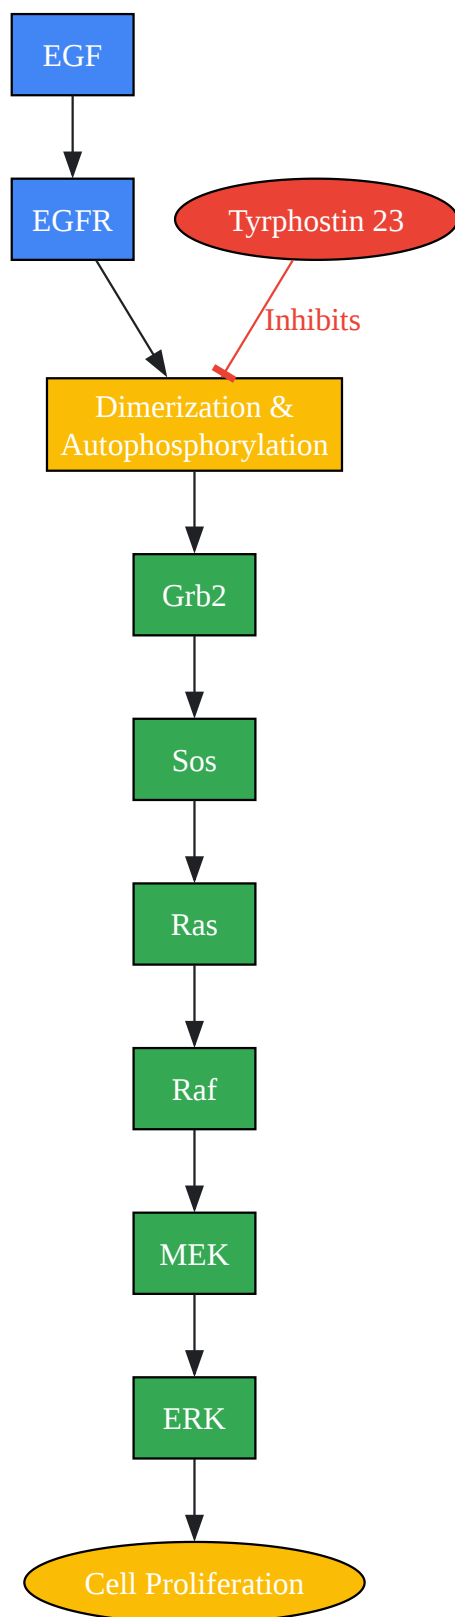 EGF
EGFR
Tyrphostin 23
Inhibits
Dimerization &
Autophosphorylation
Grb2
Sos
Ras
Raf
MEK
ERK
Cell Proliferation